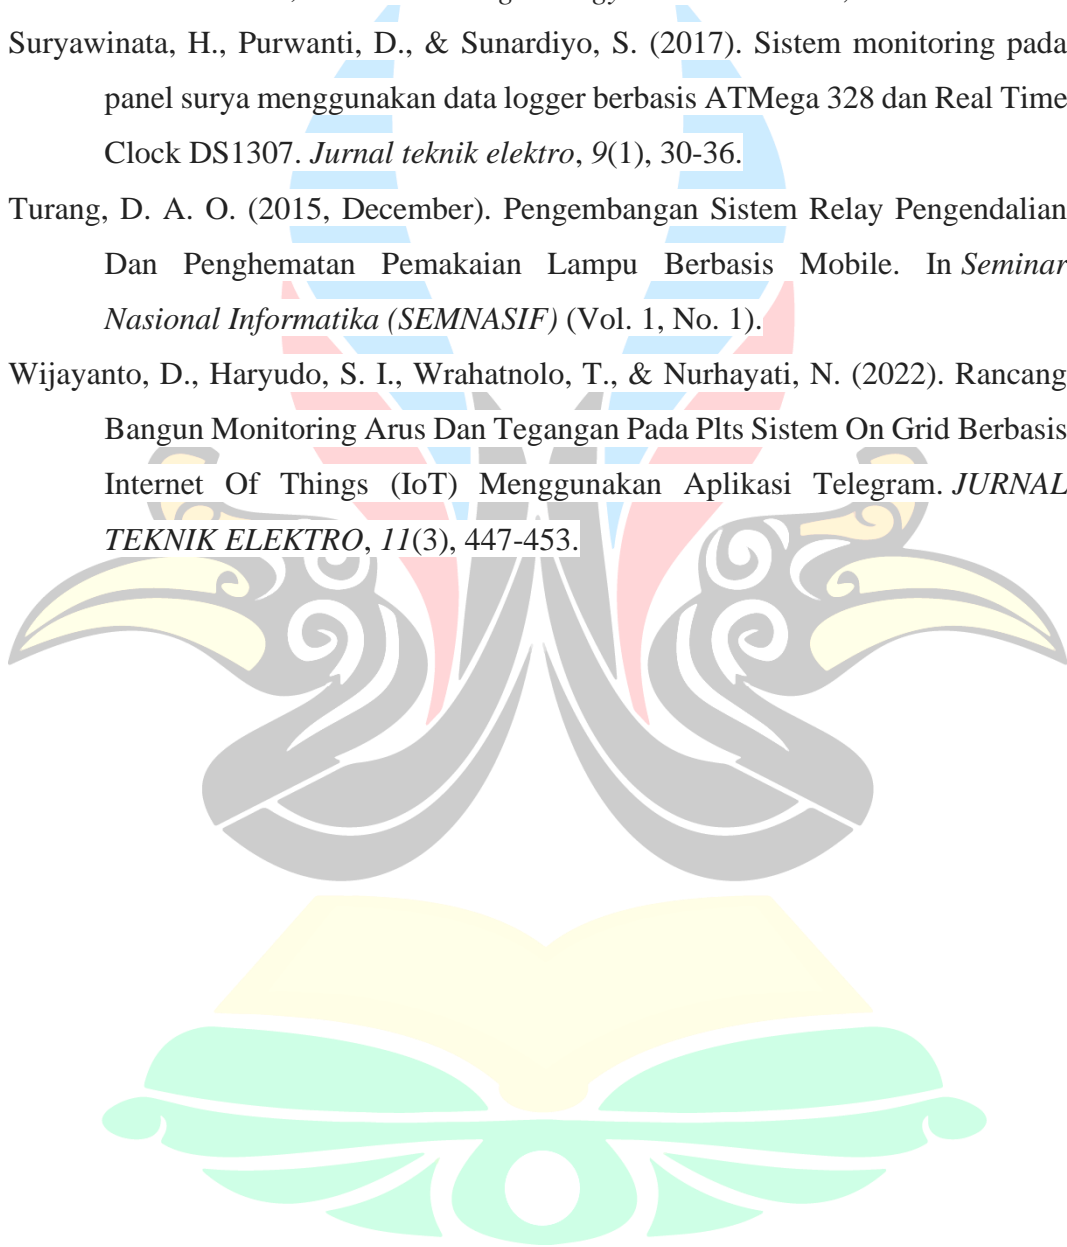 Suryawinata, H., Purwanti, D., & Sunardiyo, S. (2017). Sistem monitoring pada
panel surya menggunakan data logger berbasis ATMega 328 dan Real Time
Clock DS1307. Jurnal teknik elektro, 9(1), 30-36.
Turang, D. A. O. (2015, December). Pengembangan Sistem Relay Pengendalian
Dan Penghematan Pemakaian Lampu Berbasis Mobile. In Seminar
Nasional Informatika (SEMNASIF) (Vol. 1, No. 1).
Wijayanto, D., Haryudo, S. I., Wrahatnolo, T., & Nurhayati, N. (2022). Rancang
Bangun Monitoring Arus Dan Tegangan Pada Plts Sistem On Grid Berbasis
Internet Of Things (IoT) Menggunakan Aplikasi Telegram. JURNAL
TEKNIK ELEKTRO, 11(3), 447-453.